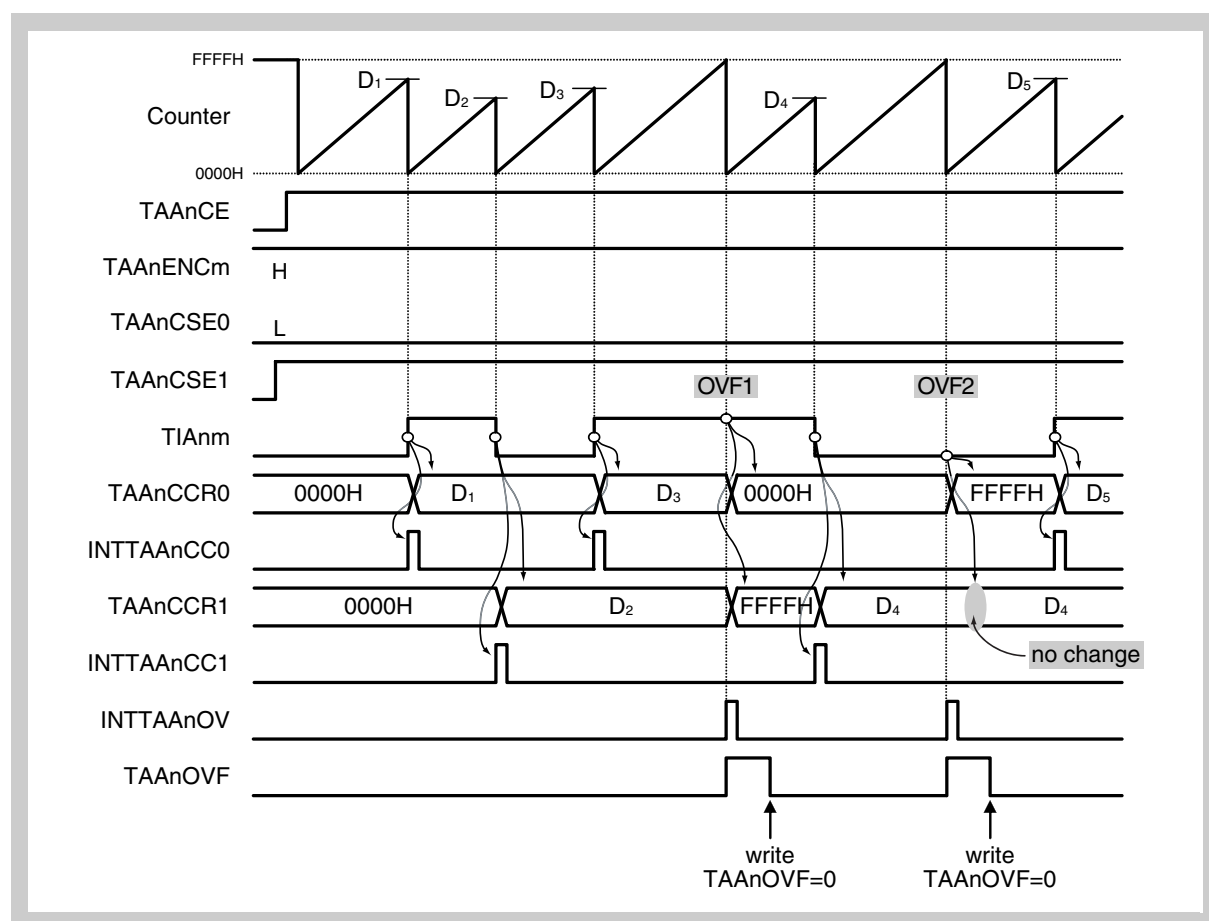 FFFFH
D1
D2
D3
D4
D5
Counter
0000H
TAAnCE
TAAnENCm
H
TAAnCSE0
L
TAAnCSE1
OVF1
OVF2
TIAnm
TAAnCCR0
0000H
D1
D3
0000H
FFFFH
D5
INTTAAnCC0
TAAnCCR1
0000H
D2
FFFFH
D4
D4
INTTAAnCC1
no change
INTTAAnOV
TAAnOVF
write
TAAnOVF=0
write
TAAnOVF=0